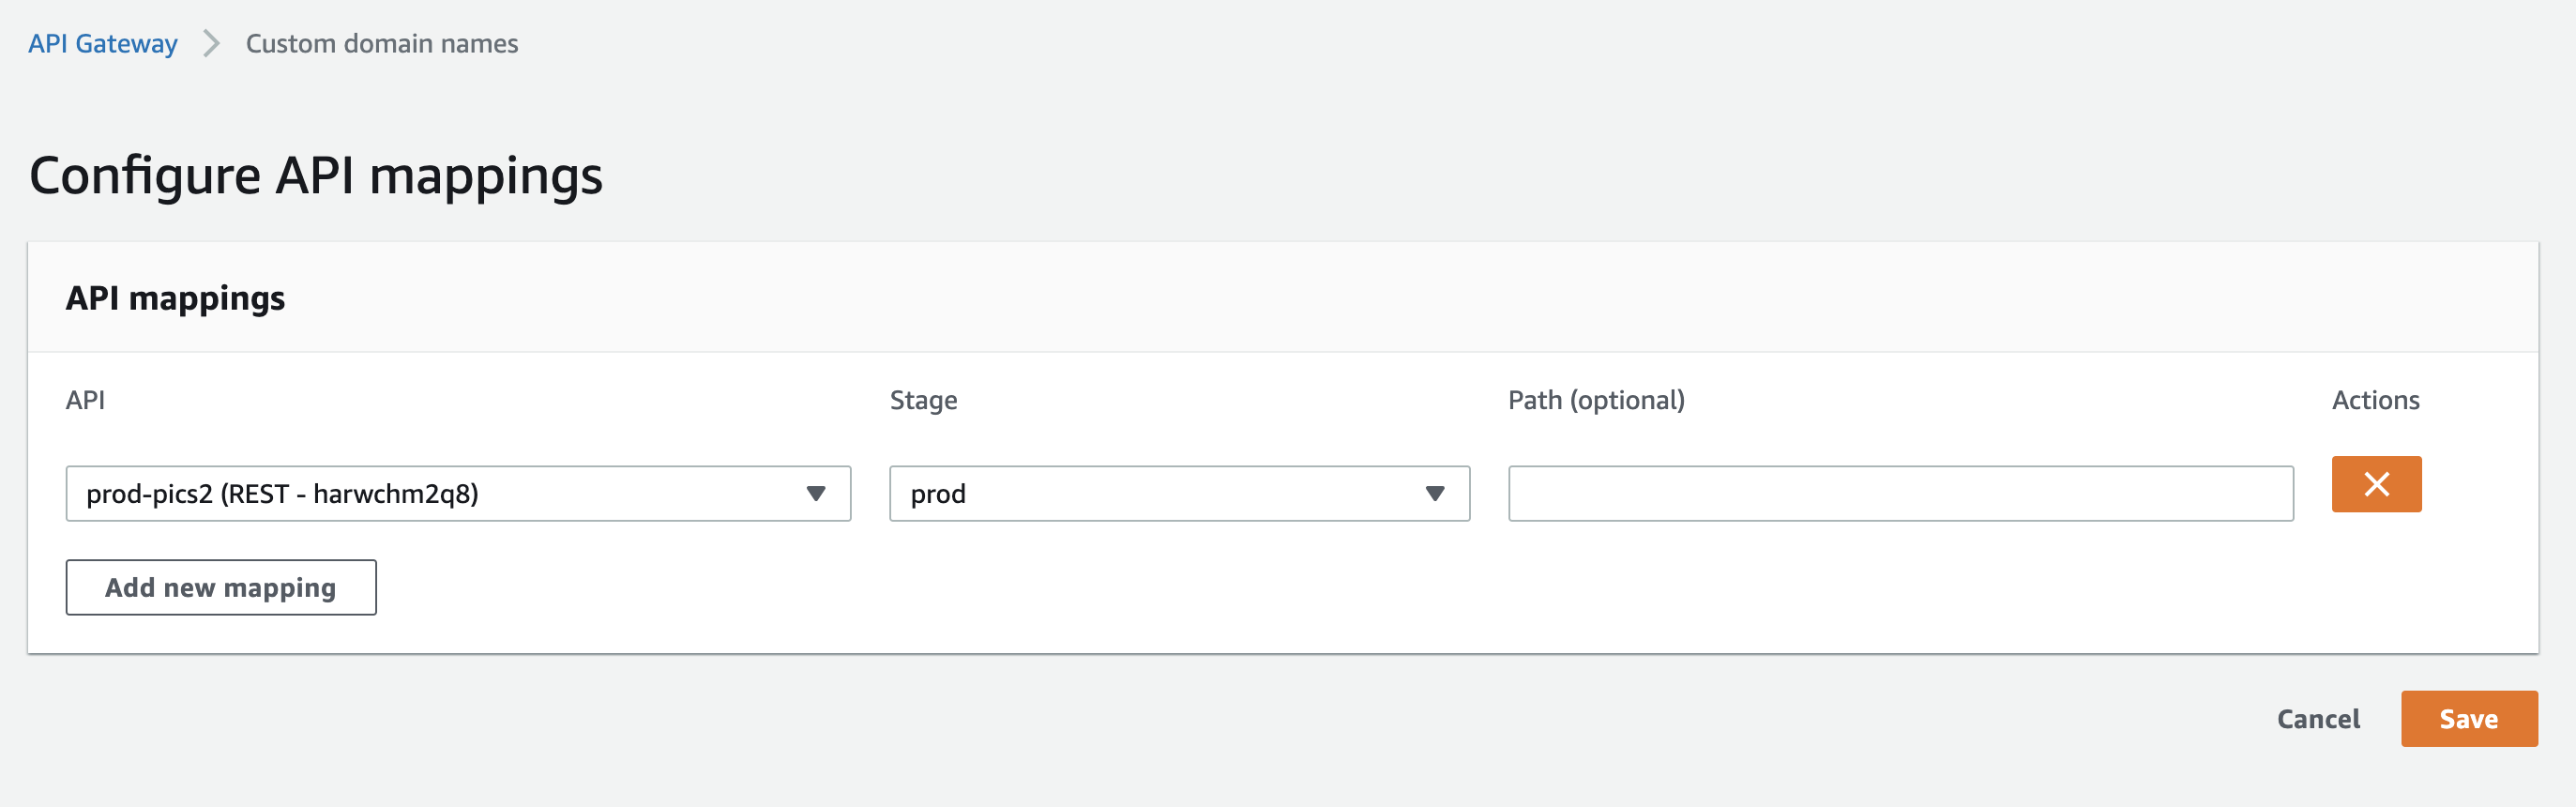 API Gateway > Custom domain names
Configure API mappings
API mappings
API Stage Path (optional) Actions
prod-pics2 (REST - harwchm2q8) prod
Add new mapping
Cancel Save